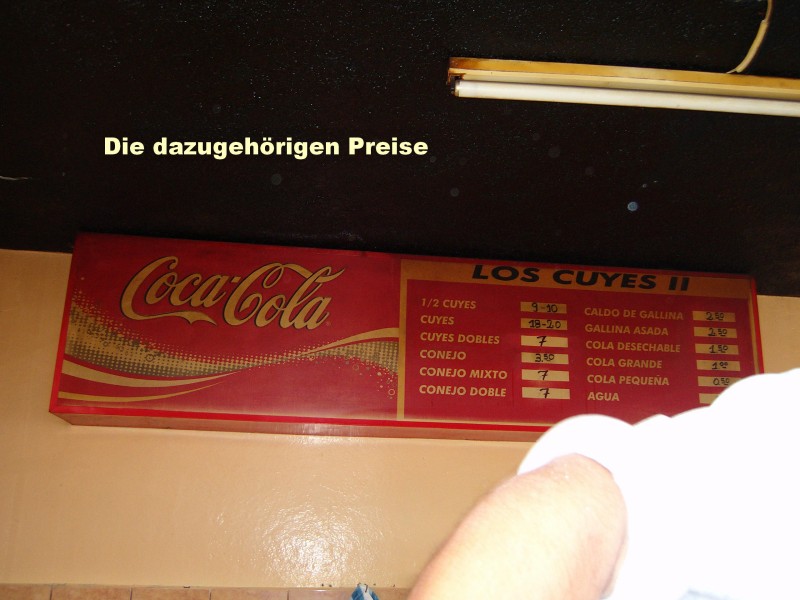 Die dazugehörigen Preise
Coca-Cola
LOS CUYES II
1/2 CUYES 9-10
CUYES 18-20
CUYES DOBLES 7
CONEJO 3.50
CONEJO MIXTO 7
CONEJO DOBLE 7
CALDO DE GALLINA 2.50
GALLINA ASADA 2.50
COLA DESECHABLE 1.50
COLA GRANDE
COLA PEQUEÑA 0.50
AGUA